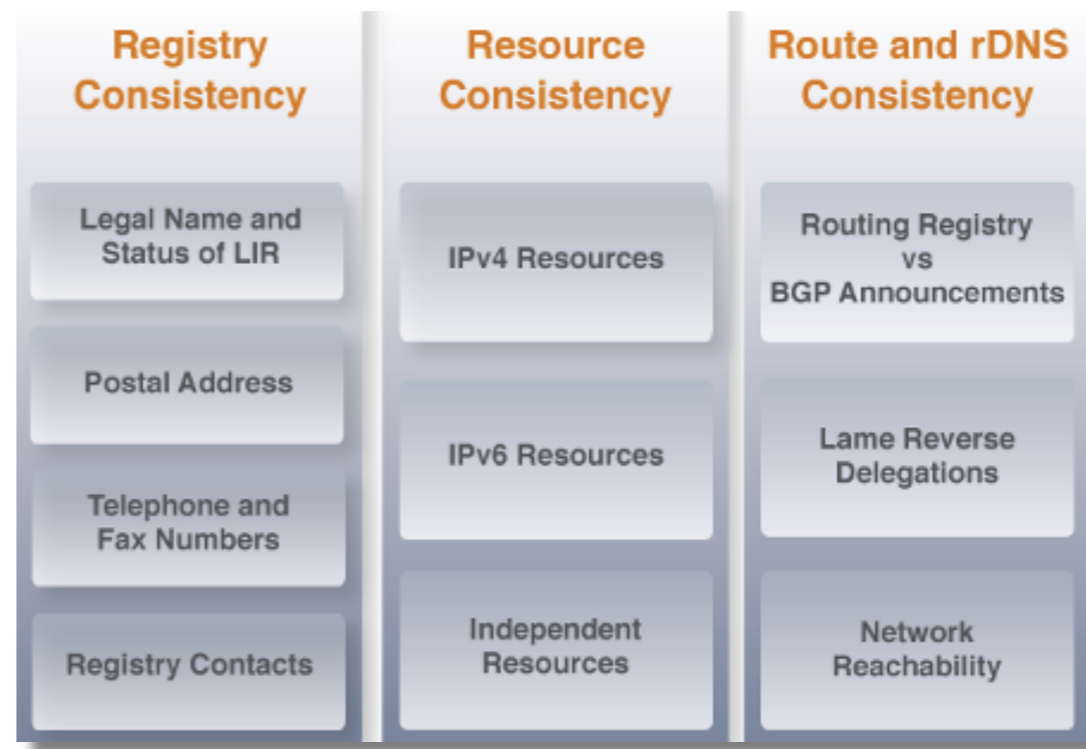 Registry
Consistency
Legal Name and
Status of LIR
Postal Address
Telephone and
Fax Numbers
Registry Contacts
Resource
Consistency
IPv4 Resources
IPv6 Resources
Independent
Resources
Route and rDNS
Consistency
Routing Registry
vs
BGP Announcements
Lame Reverse
Delegations
Network
Reachability